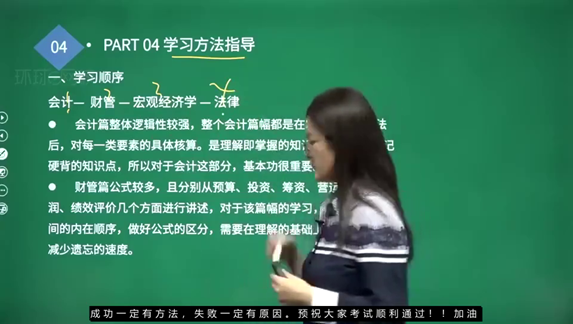 04 • PART 04 学习方法指导
一、学习顺序
会计— 财管 — 宏观经济学 — 法律
● 会计篇整体逻辑性较强，整个会计篇幅都是在 法
后，对每一类要素的具体核算。是理解即掌握的知 记
硬背的知识点，所以对于会计这部分，基本功很重要
● 财管篇公式较多，且分别从预算、投资、筹资、营
润、绩效评价几个方面进行讲述，对于该篇幅的学习，
间的内在顺序，做好公式的区分，需要在理解的基础上
减少遗忘的速度。
成功一定有方法，失败一定有原因。预祝大家考试顺利通过！！加油